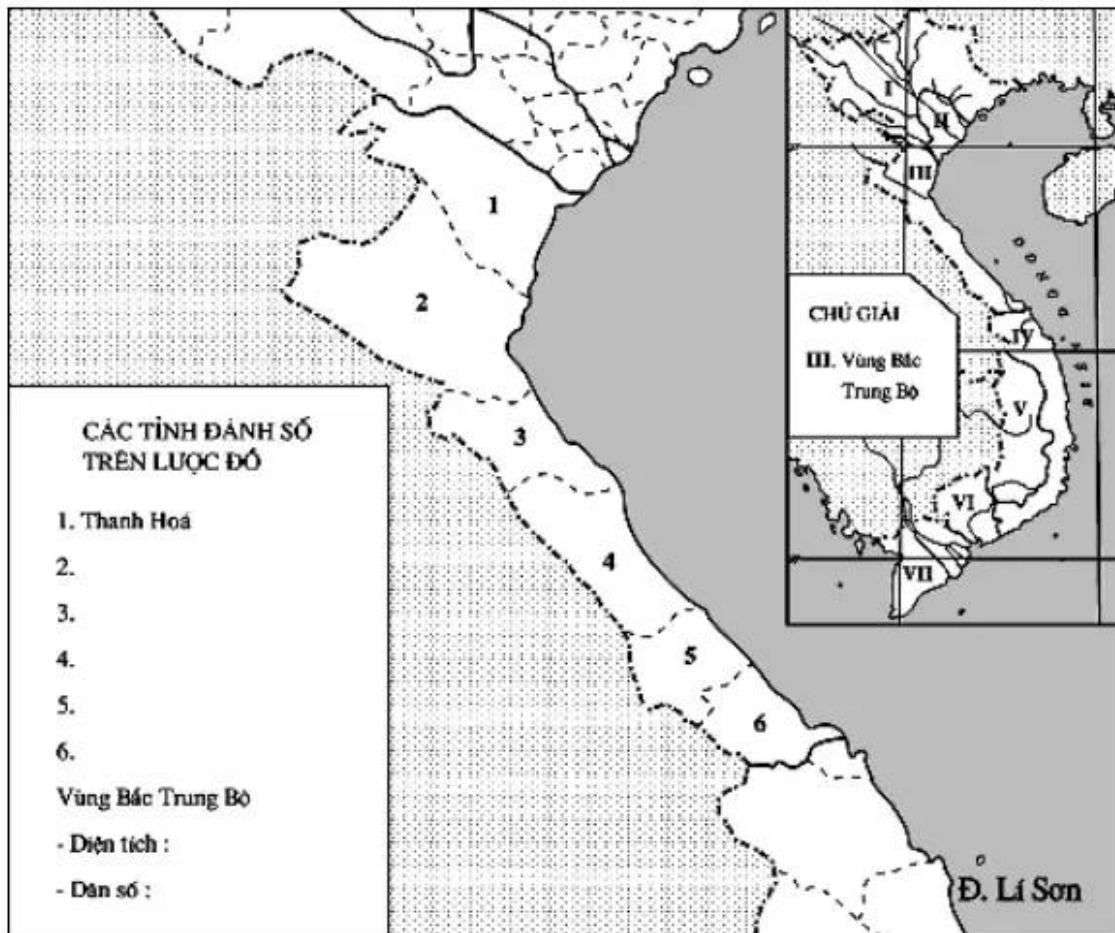 1
2
3
4
5
6
CÁC TỈNH ĐÁNH SỐ
TRÊN LƯỢC ĐỒ
1. Thanh Hoá
2.
3.
4.
5.
6.
Vùng Bắc Trung Bộ
- Diện tích :
- Dân số :
Đ. Lí Sơn
I
II
III
IV
V
VI
VII
CHÚ GIẢI
III. Vùng Bắc
Trung Bộ